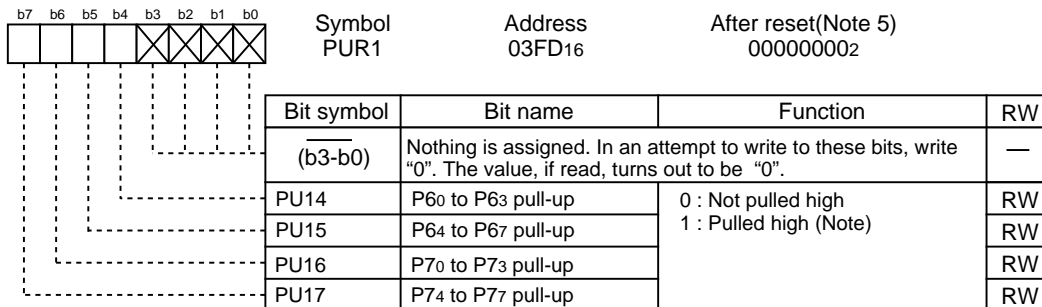 b7 b6 b5 b4 b3 b2 b1 b0
Symbol Address After reset(Note 5)
PUR1 03FD16 000000002
Bit symbol Bit name Function RW
(b3-b0) Nothing is assigned. In an attempt to write to these bits, write
“0”. The value, if read, turns out to be “0”. —
PU14 P60 to P63 pull-up 0 : Not pulled high RW
PU15 P64 to P67 pull-up 1 : Pulled high (Note) RW
PU16 P70 to P73 pull-up RW
PU17 P74 to P77 pull-up RW